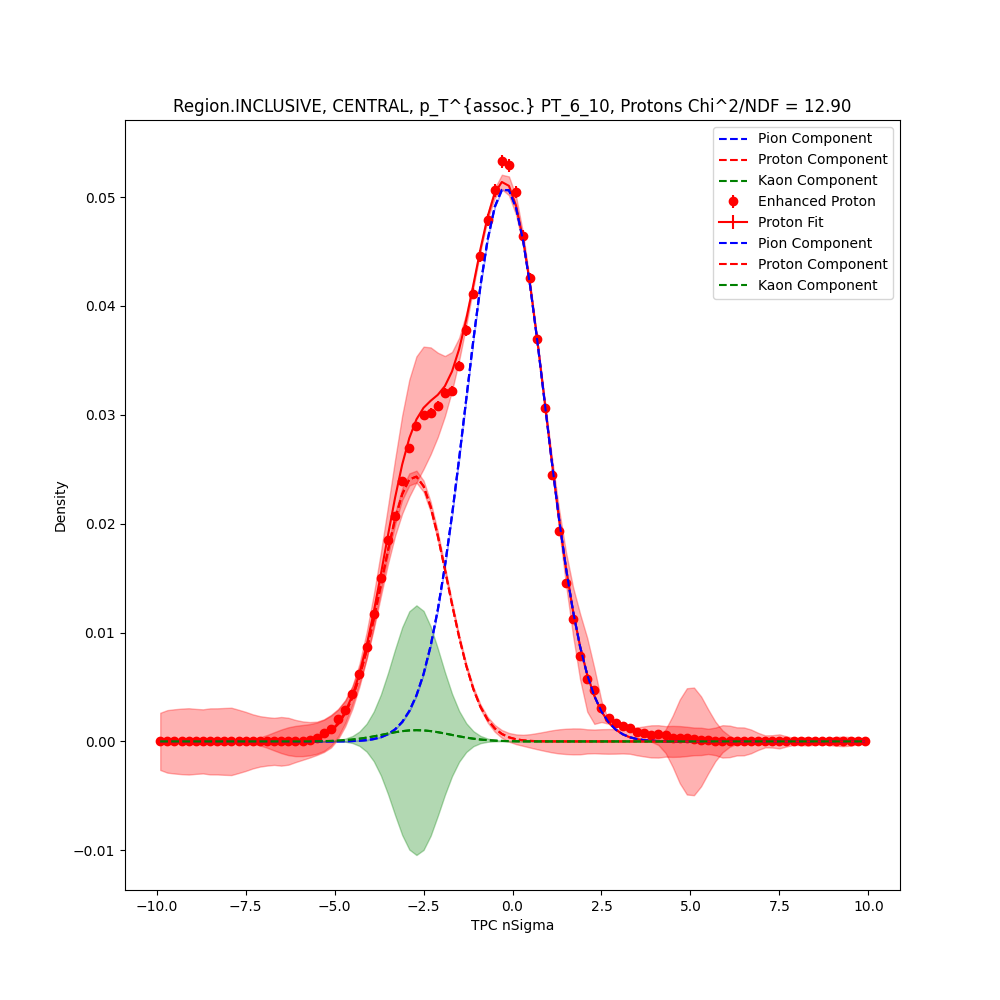 Region.INCLUSIVE, CENTRAL, p_T^{assoc.} PT_6_10, Protons Chi^2/NDF = 12.90
Pion Component
Proton Component
Kaon Component
Enhanced Proton
Proton Fit
Pion Component
Proton Component
Kaon Component
0.05
0.04
0.03
0.02
0.01
0.00
−0.01
Density
−10.0 −7.5 −5.0 −2.5 0.0 2.5 5.0 7.5 10.0
TPC nSigma